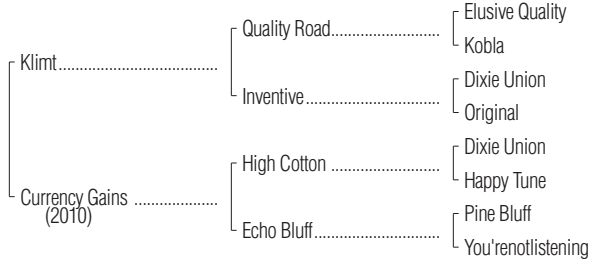 Elusive Quality
Quality Road
Kobla
Klimt
Dixie Union
Inventive
Original
Dixie Union
High Cotton
Happy Tune
Currency Gains
(2010)
Pine Bluff
Echo Bluff
You'renotlistening